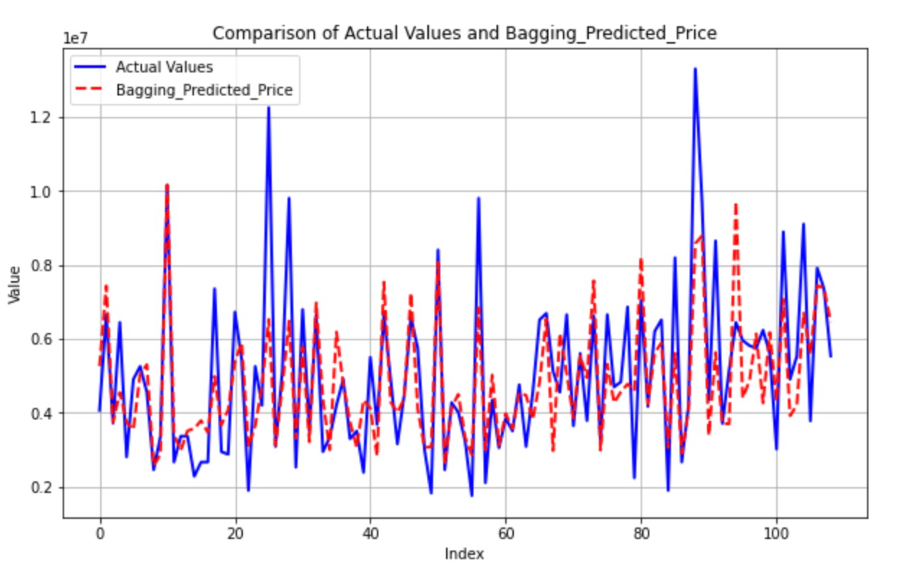 Comparison of Actual Values and Bagging_Predicted_Price
1e7
Actual Values
Bagging_Predicted_Price
1.2
1.0
0.8
0.6
0.4
0.2
Value
0 20 40 60 80 100
Index